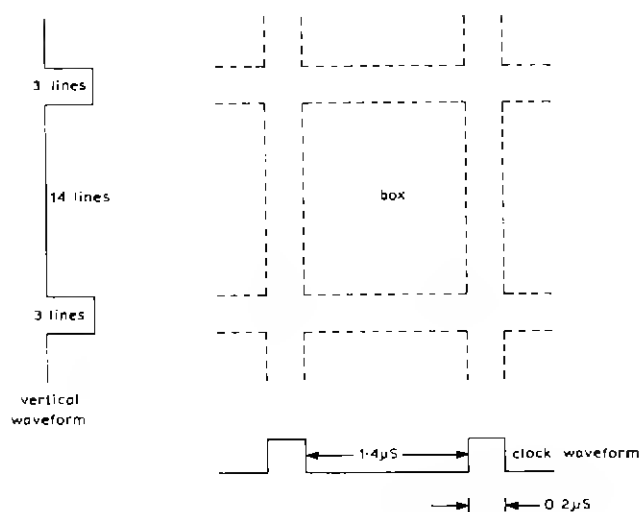 3 lines
14 lines
box
3 lines
vertical
waveform
1·4µS
clock waveform
0·2µS